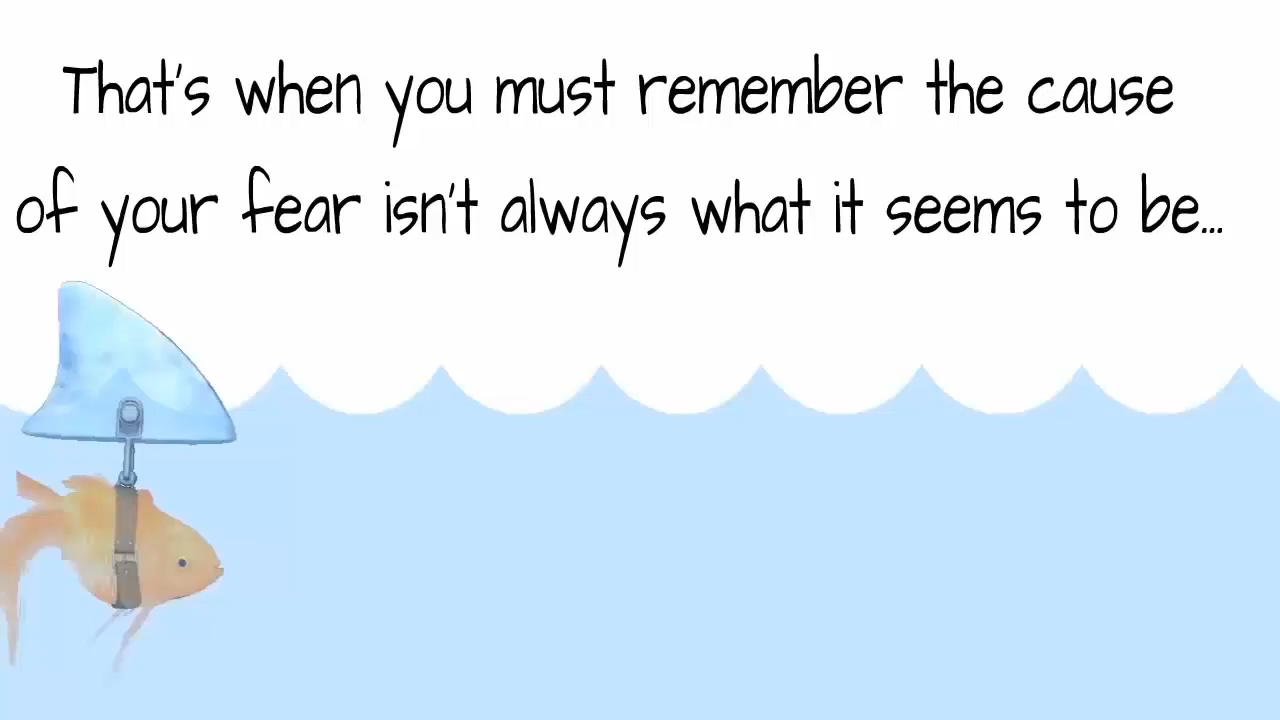 That's when you must remember the cause
of your fear isn't always what it seems to be...